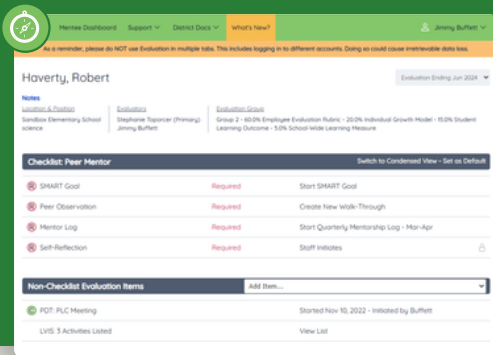 Mentee Dashboard Support District Docs What's New? Jimmy Buffett
As a reminder, please do NOT use Evaluation in multiple tabs. This includes logging in to different accounts. Doing so could cause irretrievable data loss.
Haverty, Robert Evaluation Ending Jun 2024
Notes
Location & Position Evaluators Evaluation Group
Sandbox Elementary School Stephanie Toporcer (Primary) Group 2 - 60.0% Employee Evaluation Rubric - 20.0% Individual Growth Model - 15.0% Student
science Jimmy Buffett Learning Outcome - 5.0% School-Wide Learning Measure
Checklist: Peer Mentor Switch to Condensed View - Set as Default
SMART Goal Required Start SMART Goal
Peer Observation Required Create New Walk-Through
Mentor Log Required Start Quarterly Mentorship Log - Mar-Apr
Self-Reflection Required Staff Initiates
Non-Checklist Evaluation Items Add Item...
PDT: PLC Meeting Started Nov 10, 2022 - Initiated by Buffett
LVIS: 3 Activities Listed View List